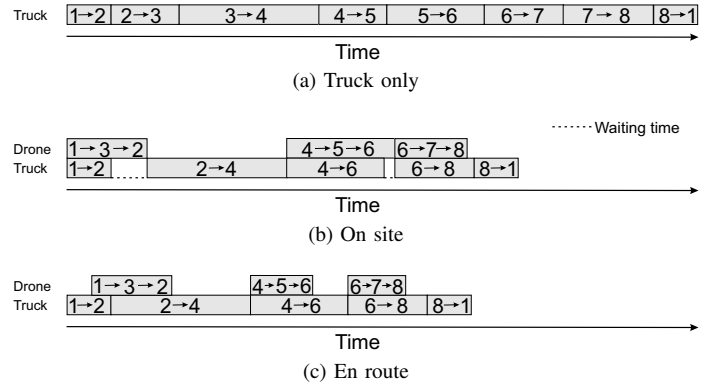 Truck 1→2 2→3 3→4 4→5 5→6 6→7 7→8 8→1
Time
(a) Truck only
Waiting time
Drone 1→3→2 4→5→6 6→7→8
Truck 1→2 2→4 4→6 6→8 8→1
Time
(b) On site
Drone 1→3→2 4→5→6 6→7→8
Truck 1→2 2→4 4→6 6→8 8→1
Time
(c) En route